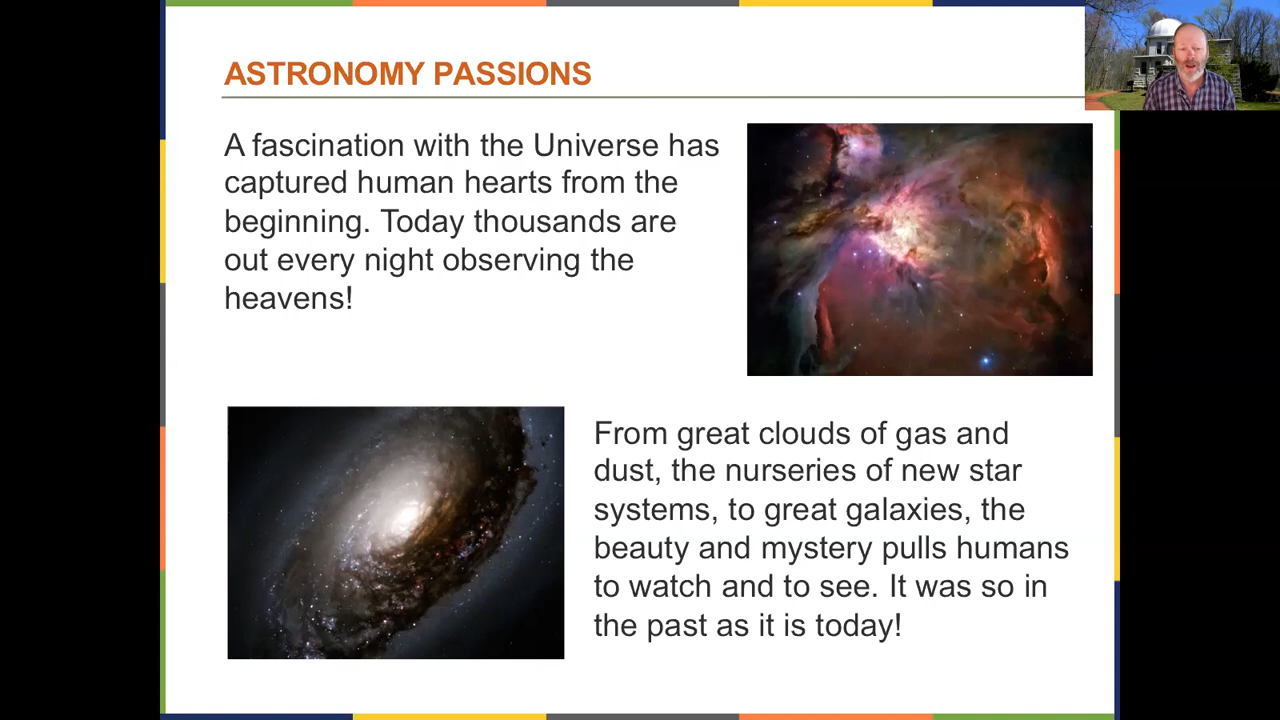 ASTRONOMY PASSIONS
A fascination with the Universe has
captured human hearts from the
beginning. Today thousands are
out every night observing the
heavens!
From great clouds of gas and
dust, the nurseries of new star
systems, to great galaxies, the
beauty and mystery pulls humans
to watch and to see. It was so in
the past as it is today!